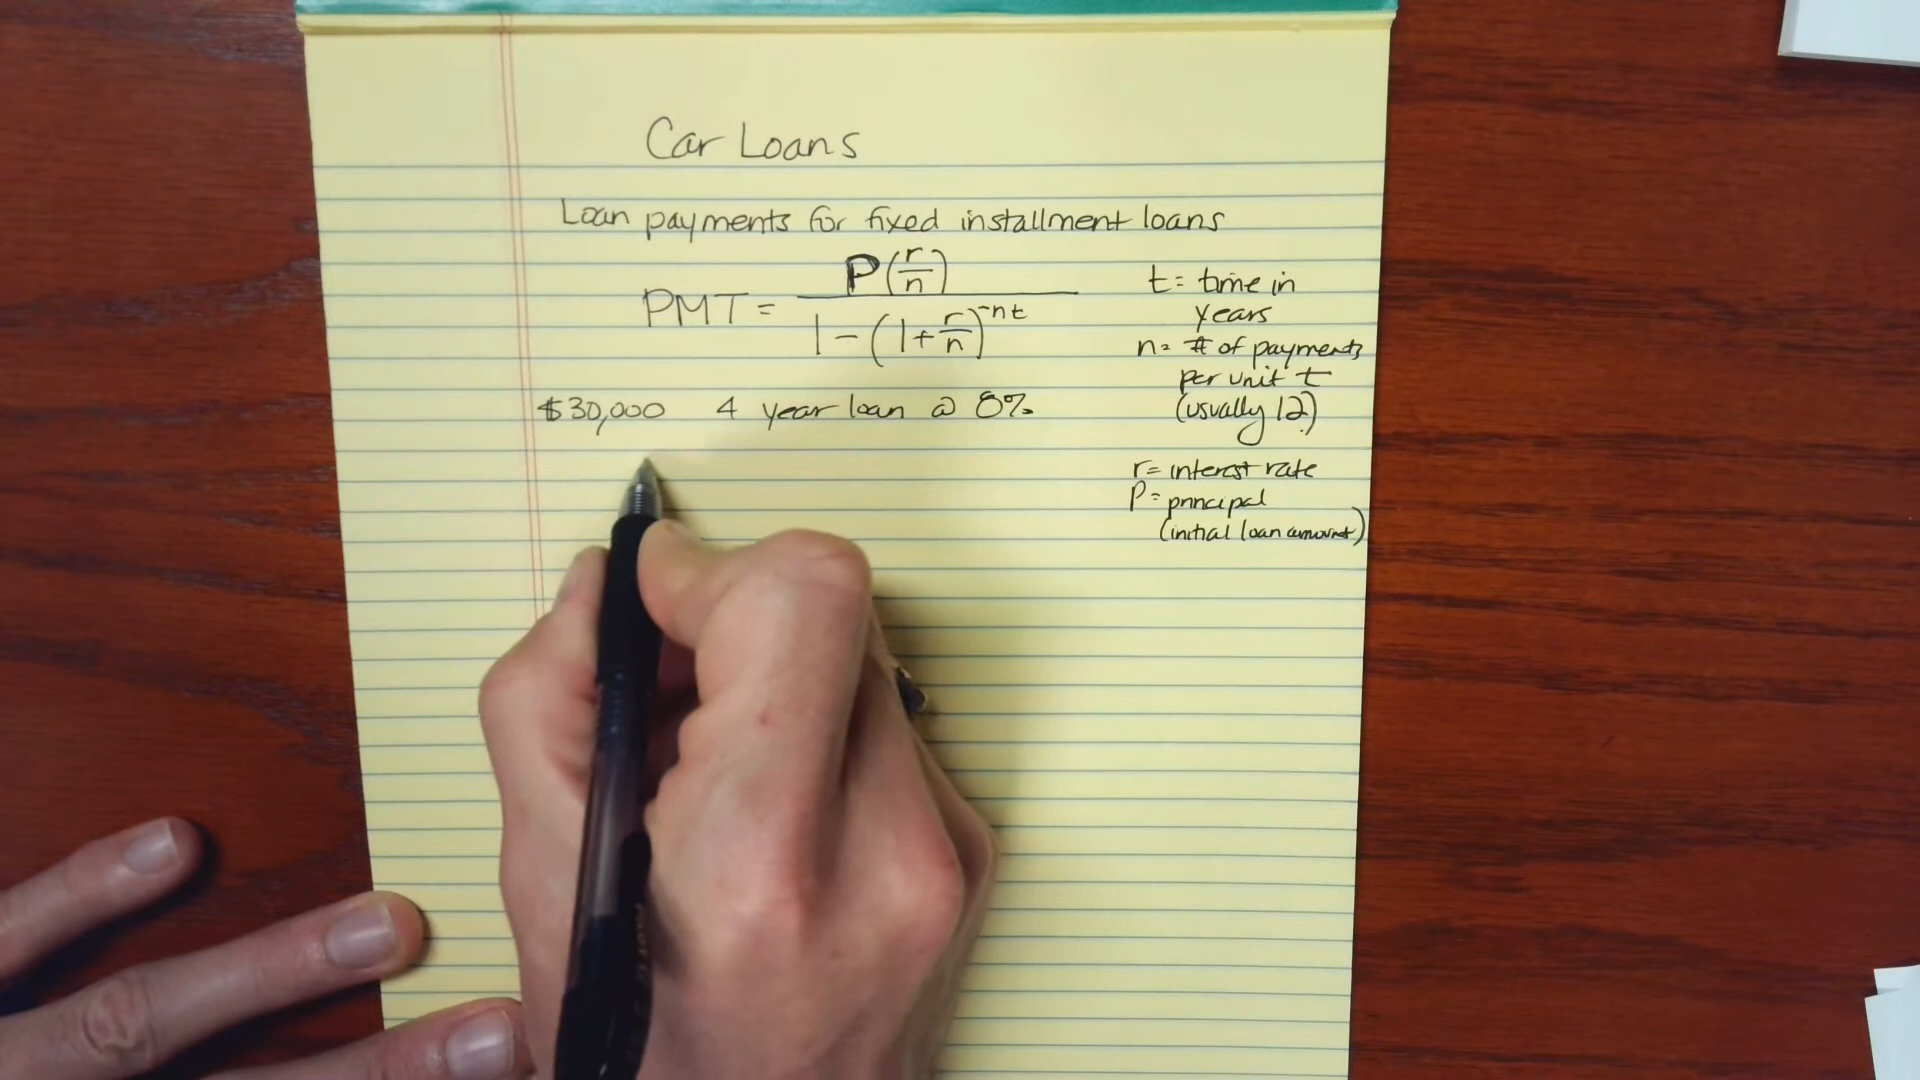 Car Loans
Loan payments for fixed installment loans
PMT = P(r/n) / 1-(1+r/n)^-nt
$30,000 4 year loan @ 8%
t = time in
years
n= # of payments
per unit t
(usually 12)
r= interest rate
P= principal
(initial loan amount)